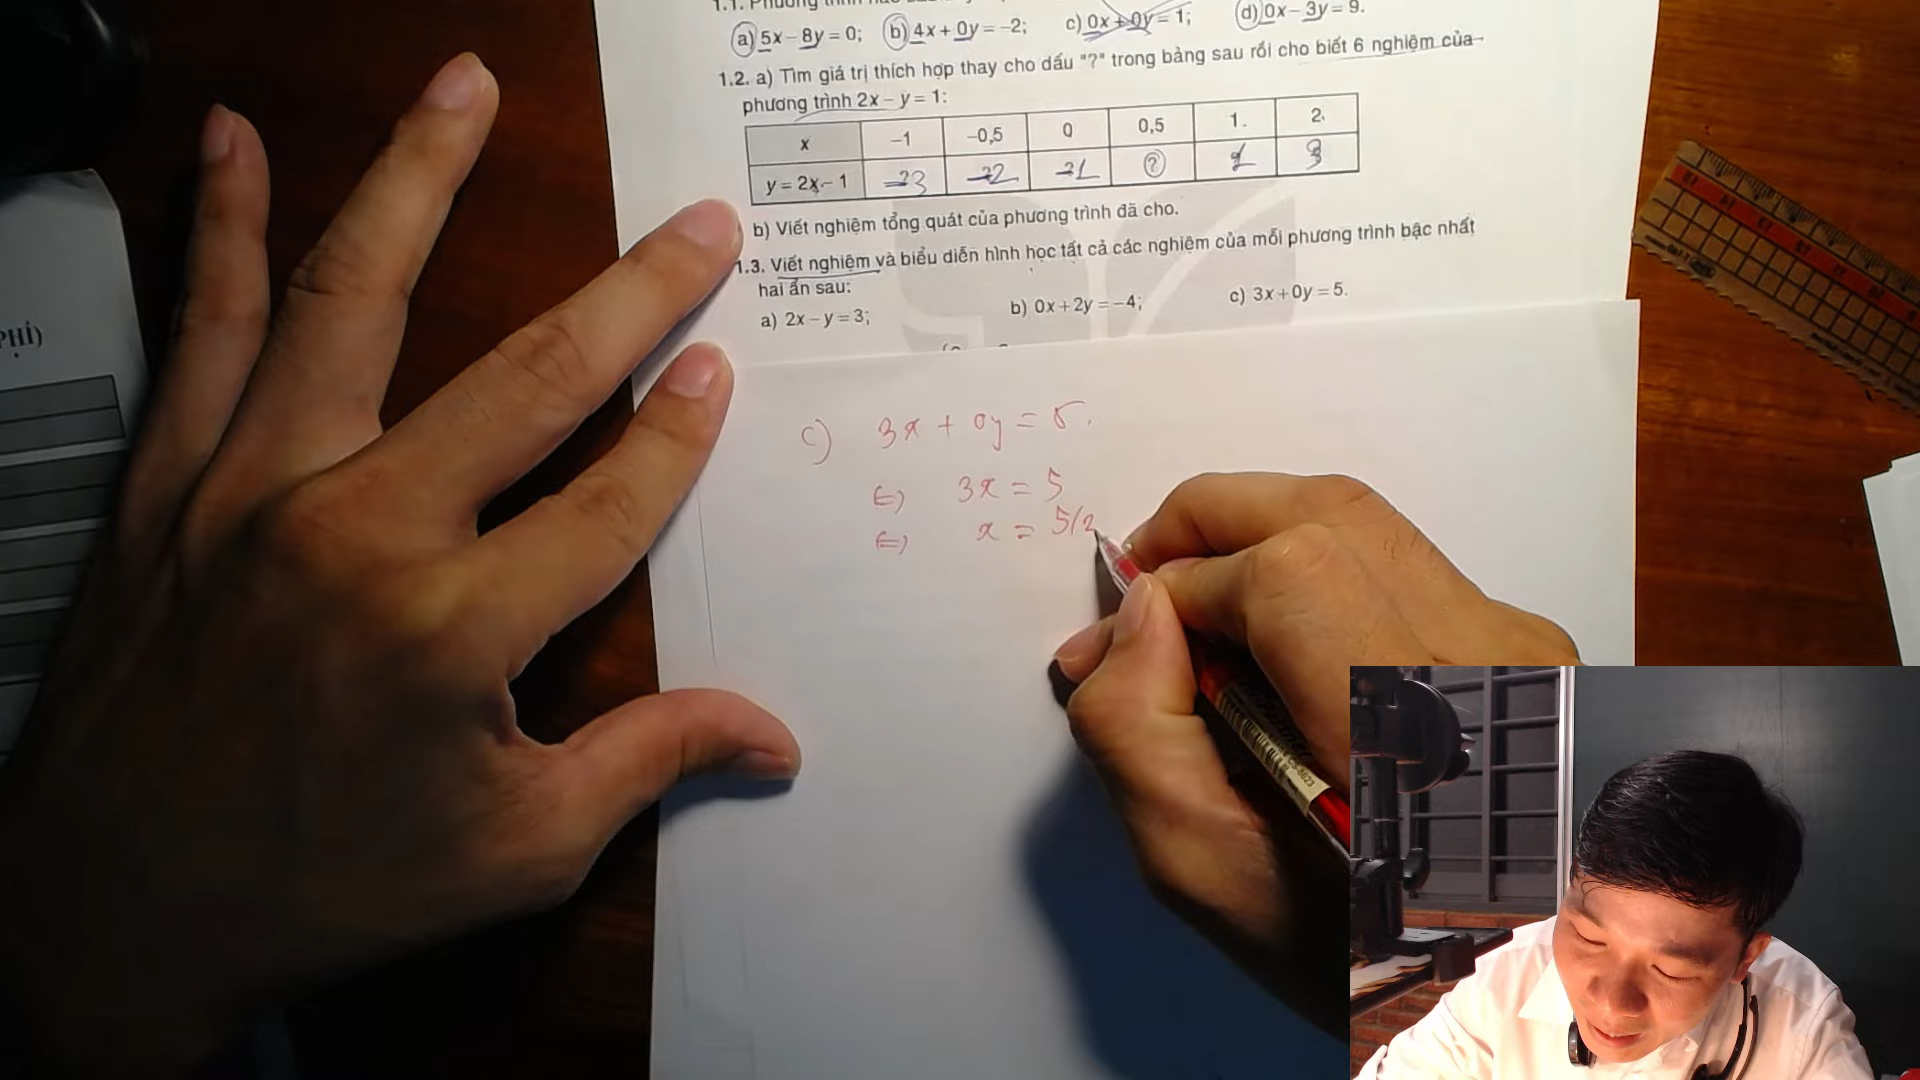 a) 5x – 8y = 0; b) 4x + 0y = –2; c) 0x + 0y = 1; d) 0x – 3y = 9.
1.2. a) Tìm giá trị thích hợp thay cho dấu "?" trong bảng sau rồi cho biết 6 nghiệm của
phương trình 2x – y = 1:
x –1 –0,5 0 0,5 1 2
y = 2x – 1 –3 –2 –1 ? 1 3
b) Viết nghiệm tổng quát của phương trình đã cho.
1.3. Viết nghiệm và biểu diễn hình học tất cả các nghiệm của mỗi phương trình bậc nhất
hai ẩn sau:
a) 2x – y = 3; b) 0x + 2y = –4; c) 3x + 0y = 5.
PHÍ)
c) 3x + 0y = 5.
⇔ 3x = 5
⇔ x = 5/3